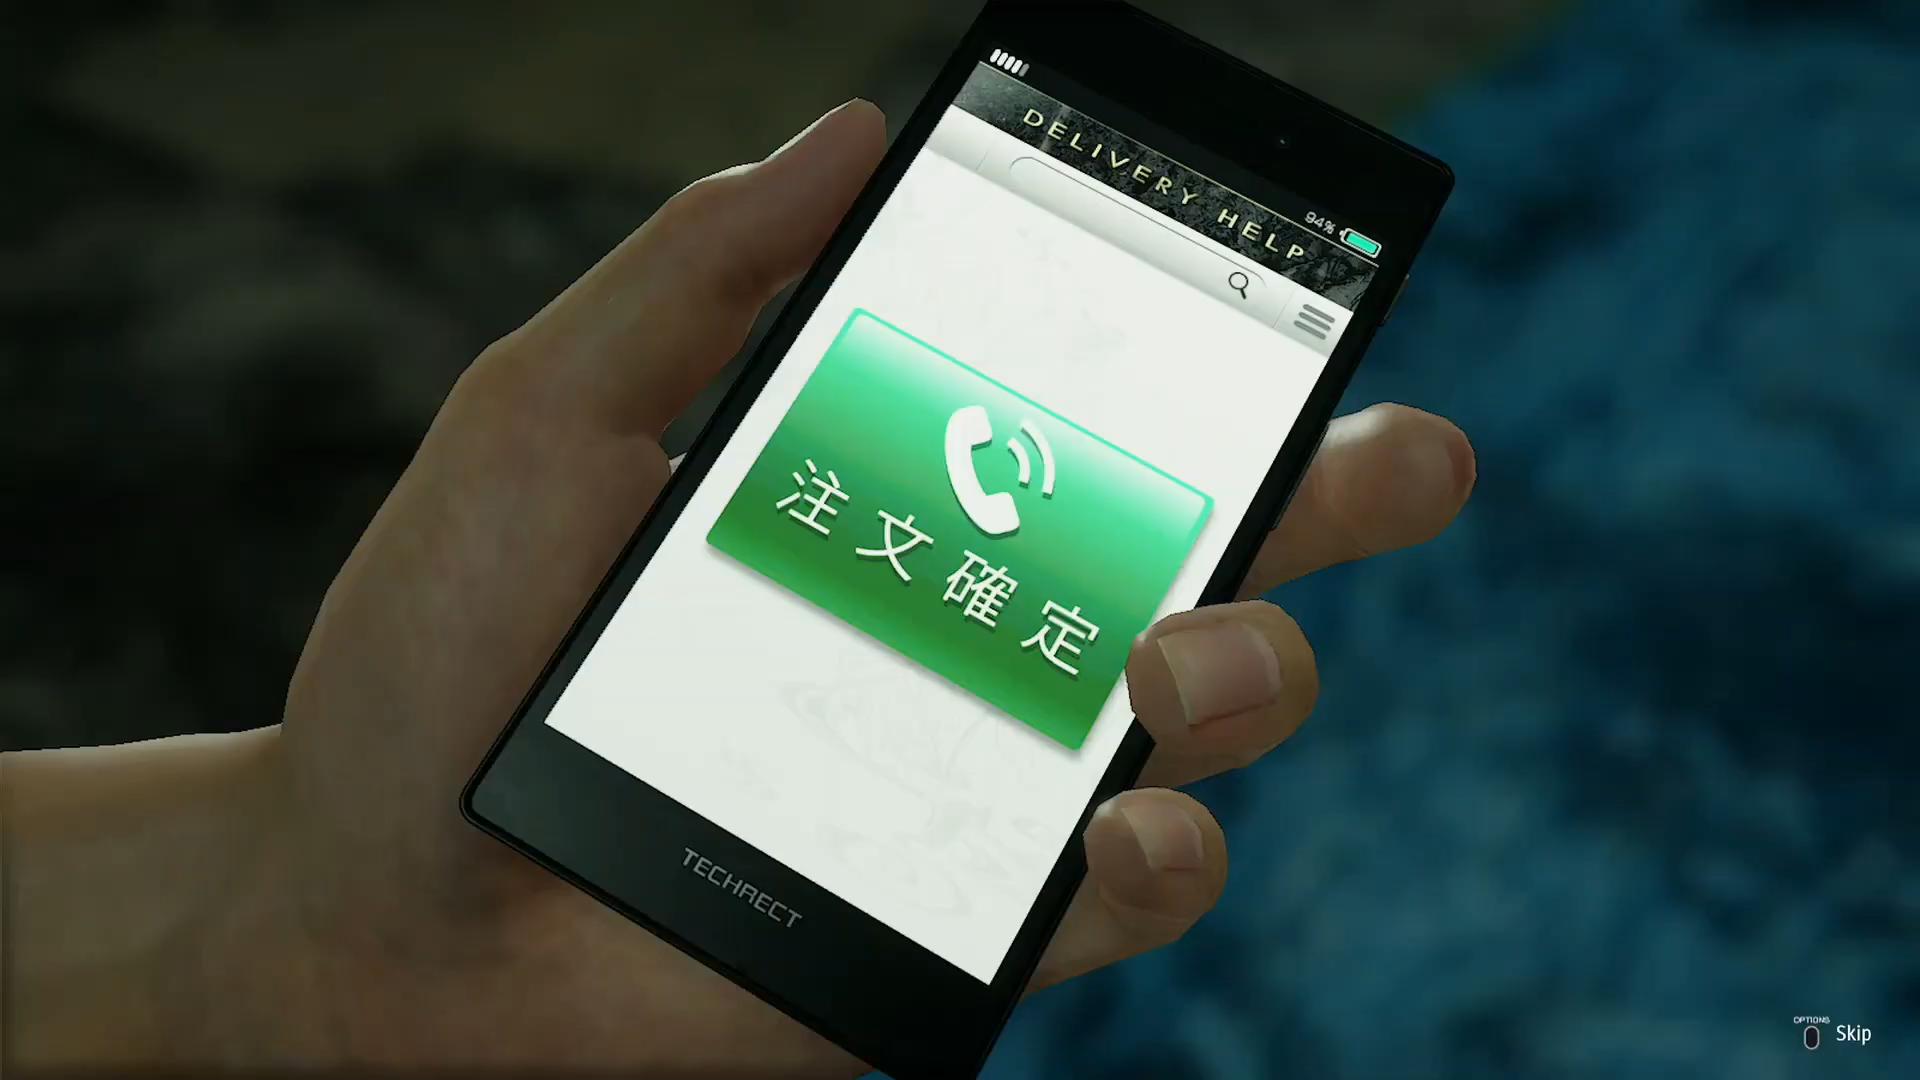 DELIVERY HELP
94%
注文確定
TECHRECT
OPTIONS
Skip